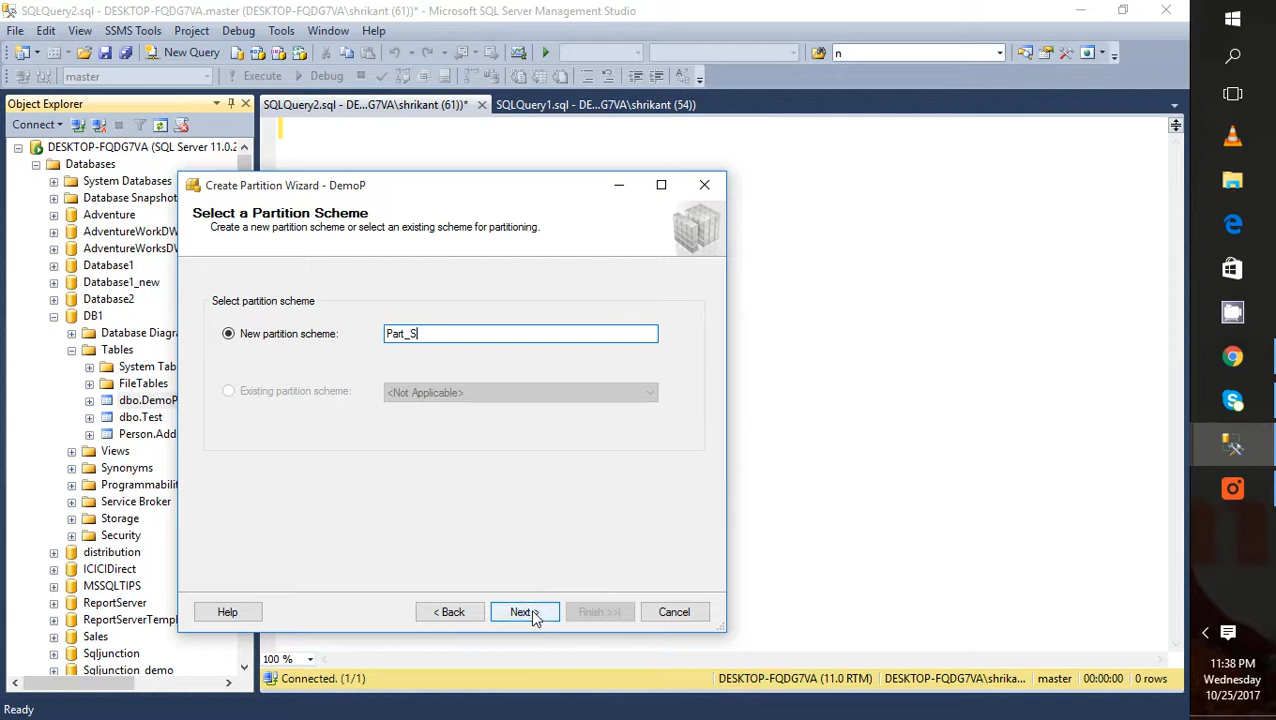 SQLQuery2.sql - DESKTOP-FQDG7VA.master (DESKTOP-FQDG7VA\shrikant (61))* - Microsoft SQL Server Management Studio
File Edit View SSMS Tools Project Debug Tools Window Help
New Query
n
master
Execute
Debug
Object Explorer
SQLQuery2.sql - DE...G7VA\shrikant (61))*
SQLQuery1.sql - DE...G7VA\shrikant (54))
Connect
DESKTOP-FQDG7VA (SQL Server 11.0.2
Databases
System Databases
Database Snapshot
Adventure
AdventureWorkDW
AdventureWorksDW
Database1
Database1_new
Database2
DB1
Database Diagra
Tables
System Tab
FileTables
dbo.DemoP
dbo.Test
Person.Add
Views
Synonyms
Programmabil
Service Broker
Storage
Security
distribution
ICICIDirect
MSSQLTIPS
ReportServer
ReportServerTemp
Sales
Sqljunction
Sqljunction_demo
Create Partition Wizard - DemoP
Select a Partition Scheme
Create a new partition scheme or select an existing scheme for partitioning.
Select partition scheme
New partition scheme:
Part_S
Existing partition scheme:
<Not Applicable>
Help
< Back
Next >
Finish >>|
Cancel
100 %
Connected. (1/1)
DESKTOP-FQDG7VA (11.0 RTM)
DESKTOP-FQDG7VA\shrika...
master
00:00:00
0 rows
Ready
11:38 PM
Wednesday
10/25/2017